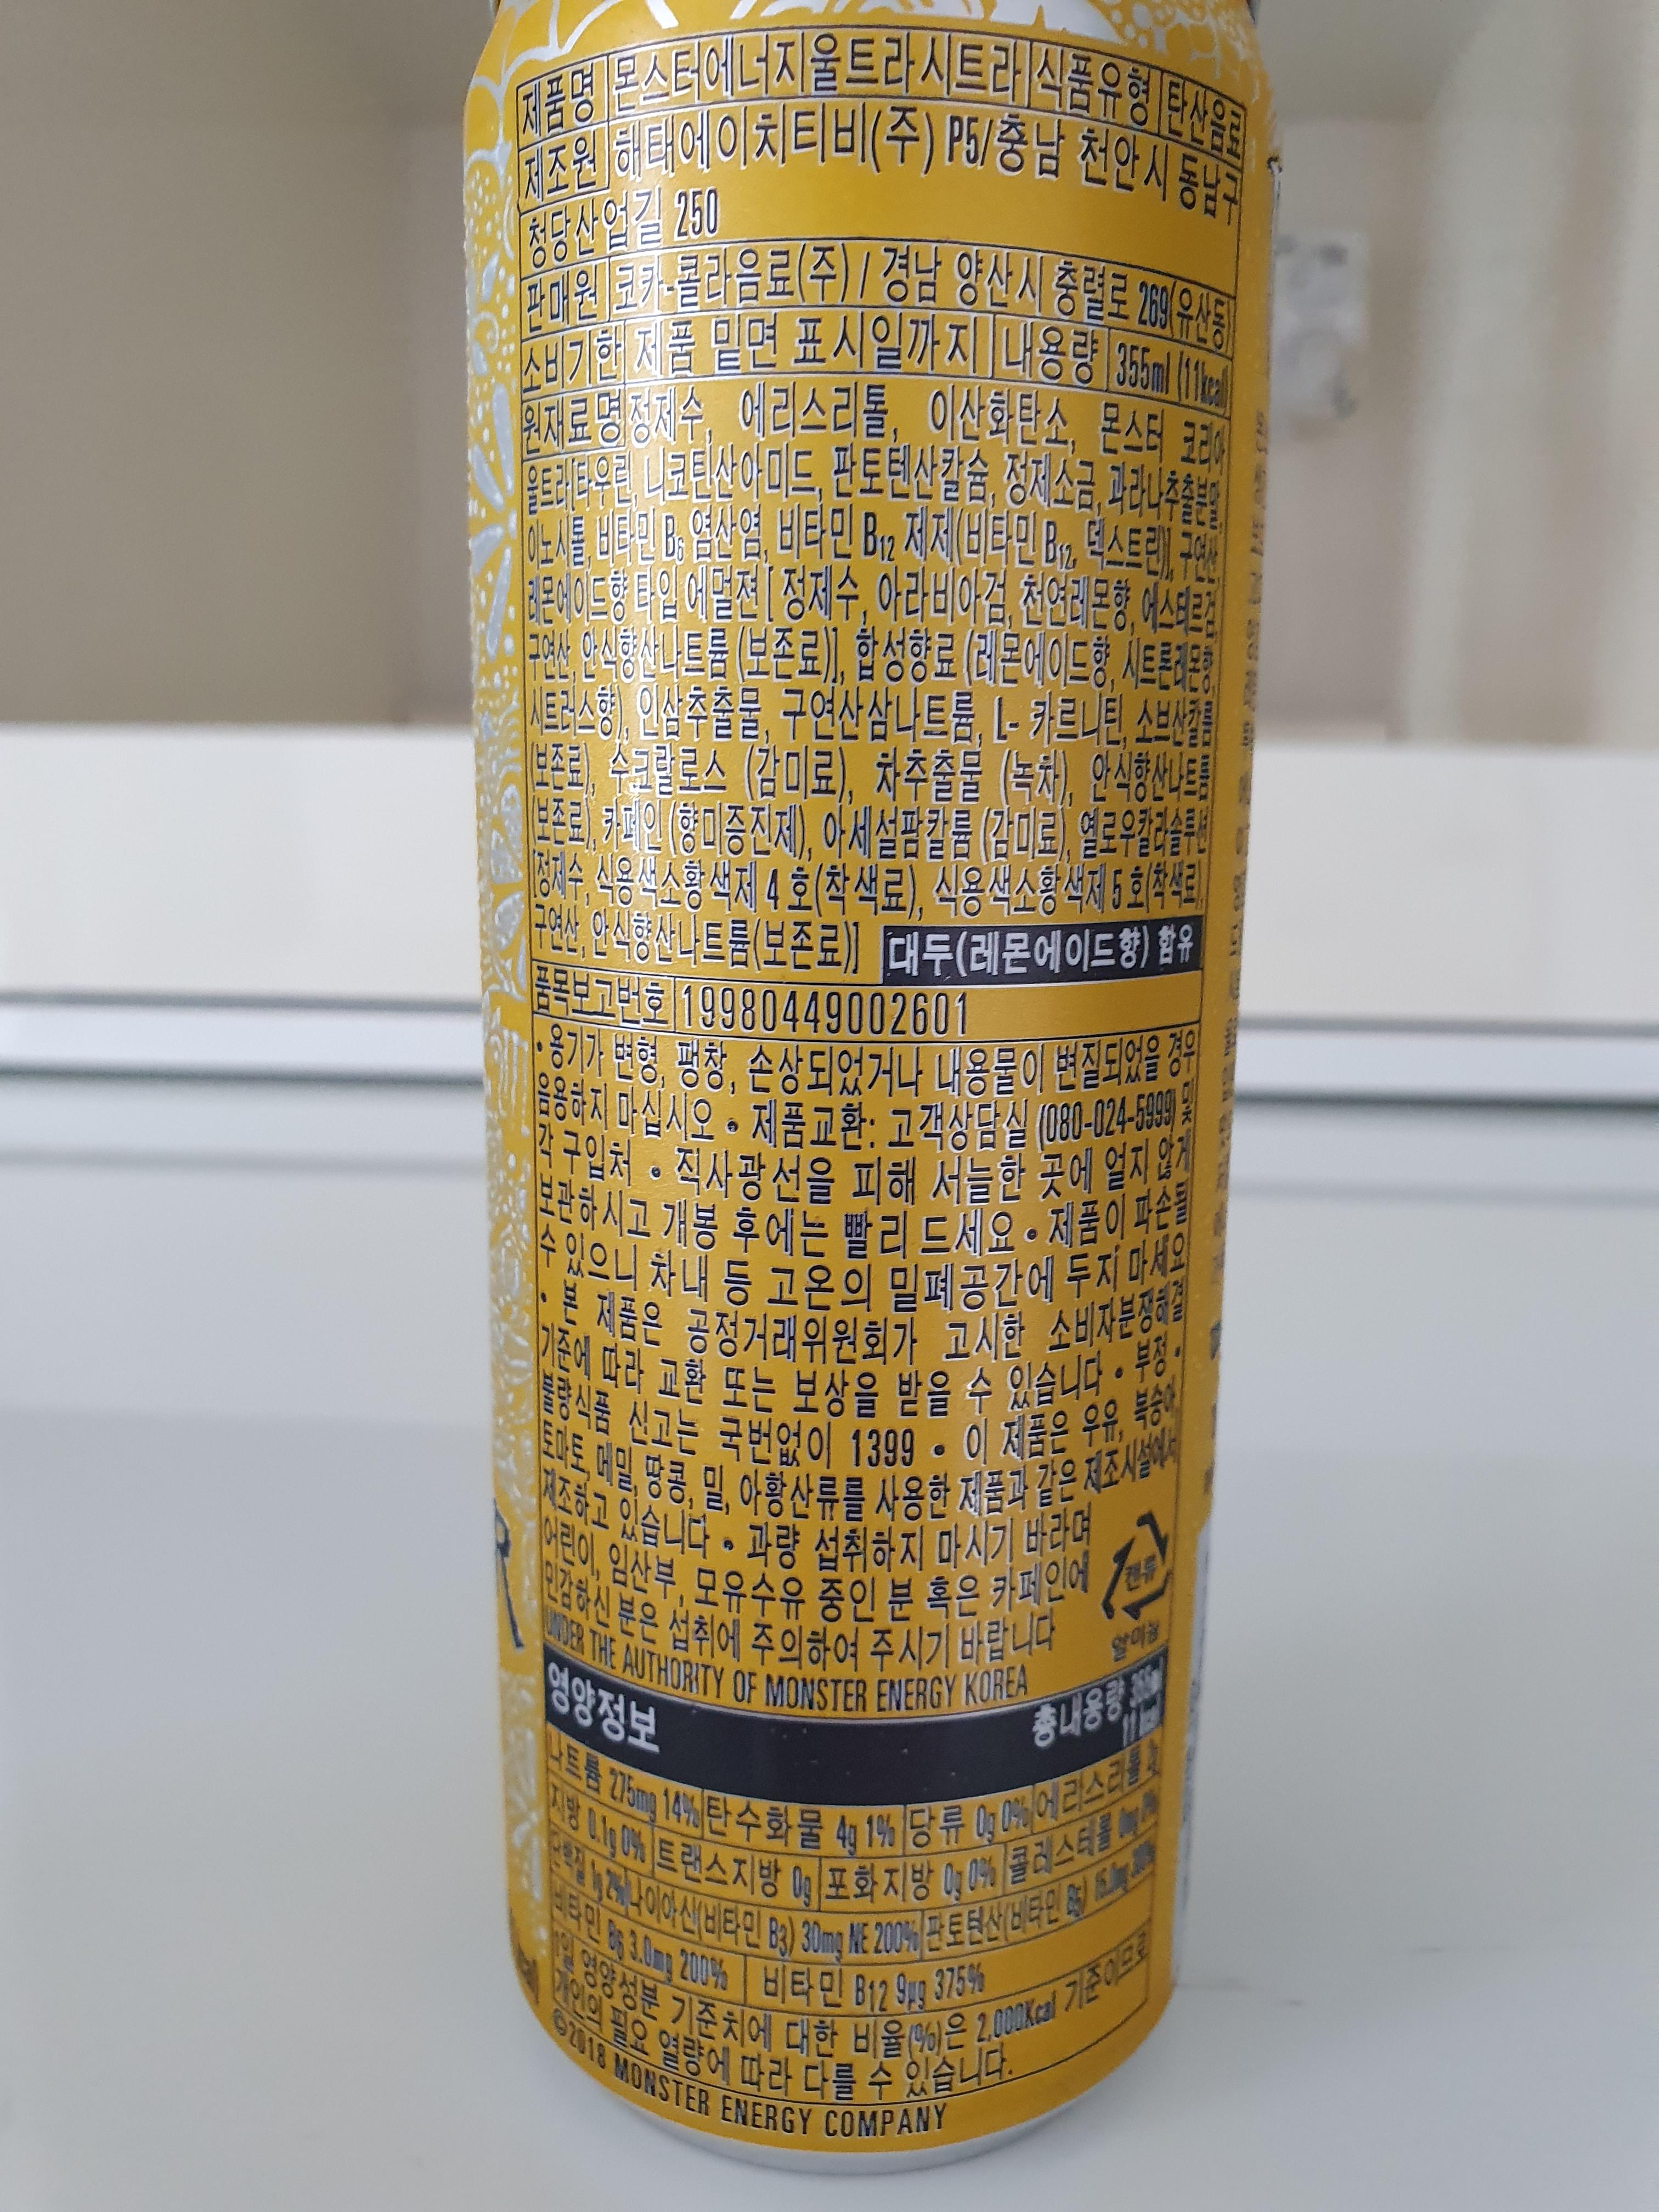 제품명 몬스터에너지울트라시트라 식품유형 탄산음료
제조원 해태에이치티비(주) P5/충남 천안시 동남구
청당산업길 250
판매원 코카-콜라음료(주) / 경남 양산시 충렬로 269(유산동)
소비기한 제품 밑면 표시일까지 내용량 355ml (11kcal)
원재료명 정제수, 에리스리톨, 이산화탄소, 몬스터 코리아
울트라[타우린, 니코틴산아미드, 판토텐산칼슘, 정제소금, 과라나추출분말,
이노시톨, 비타민 B6 염산염, 비타민 B12 제제(비타민 B12, 덱스트린)], 구연산,
레몬에이드향 타입 에멀젼 [ 정제수, 아라비아검, 천연레몬향, 에스테르검,
구연산, 안식향산나트륨 (보존료)], 합성향료 (레몬에이드향, 시트론레몬향,
시트러스향), 인삼추출물, 구연산삼나트륨, L- 카르니틴, 소브산칼륨
(보존료), 수크랄로스 (감미료), 차추출물 (녹차), 안식향산나트륨
(보존료), 카페인 (향미증진제), 아세설팜칼륨 (감미료), 옐로우칼라솔루션
[정제수, 식용색소황색제 4 호(착색료), 식용색소황색제 5 호(착색료),
구연산, 안식향산나트륨(보존료)] 대두(레몬에이드향) 함유
품목보고번호 19980449002601
• 용기가 변형, 팽창, 손상되었거나 내용물이 변질되었을 경우
음용하지 마십시오 • 제품교환: 고객상담실 (080-024-5999) 및
각 구입처 • 직사광선을 피해 서늘한 곳에 얼지 않게
보관하시고 개봉 후에는 빨리 드세요 • 제품이 파손될
수 있으니 차내 등 고온의 밀폐공간에 두지 마세요
• 본 제품은 공정거래위원회가 고시한 소비자분쟁해결
기준에 따라 교환 또는 보상을 받을 수 있습니다 • 부정 •
불량식품 신고는 국번없이 1399 • 이 제품은 우유, 복숭아,
토마토, 메밀, 땅콩, 밀, 아황산류를 사용한 제품과 같은 제조시설에서
제조하고 있습니다 • 과량 섭취하지 마시기 바라며
어린이, 임산부, 모유수유 중인 분 혹은 카페인에
민감하신 분은 섭취에 주의하여 주시기 바랍니다
캔류
알미늄
UNDER THE AUTHORITY OF MONSTER ENERGY KOREA
영양정보 총내용량 355ml
11kcal
나트륨 275mg 14% 탄수화물 4g 1% 당류 0g 0% 에리스리톨
지방 0.1g 0% 트랜스지방 0g 포화지방 0g 0% 콜레스테롤 0mg 0%
단백질 1g 2% 나이아신(비타민 B3) 30mg NE 200% 판토텐산(비타민 B5)
비타민 B6 3.0mg 200% 비타민 B12 9μg 375%
1일 영양성분 기준치에 대한 비율(%)은 2,000Kcal 기준이므로
개인의 필요 열량에 따라 다를 수 있습니다.
©2018 MONSTER ENERGY COMPANY